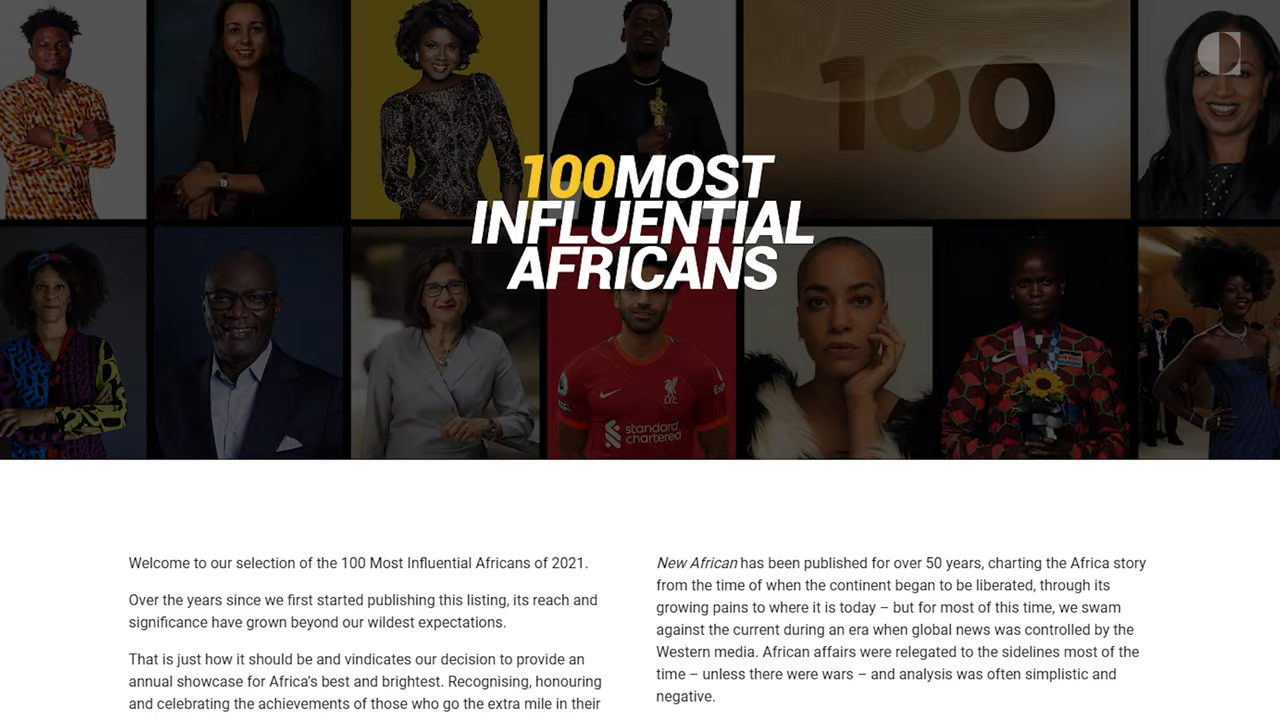 100
100MOST
INFLUENTIAL
AFRICANS
L.F.C.
standard
chartered
Welcome to our selection of the 100 Most Influential Africans of 2021.
Over the years since we first started publishing this listing, its reach and
significance have grown beyond our wildest expectations.
That is just how it should be and vindicates our decision to provide an
annual showcase for Africa’s best and brightest. Recognising, honouring
and celebrating the achievements of those who go the extra mile in their
New African has been published for over 50 years, charting the Africa story
from the time of when the continent began to be liberated, through its
growing pains to where it is today – but for most of this time, we swam
against the current during an era when global news was controlled by the
Western media. African affairs were relegated to the sidelines most of the
time – unless there were wars – and analysis was often simplistic and
negative.